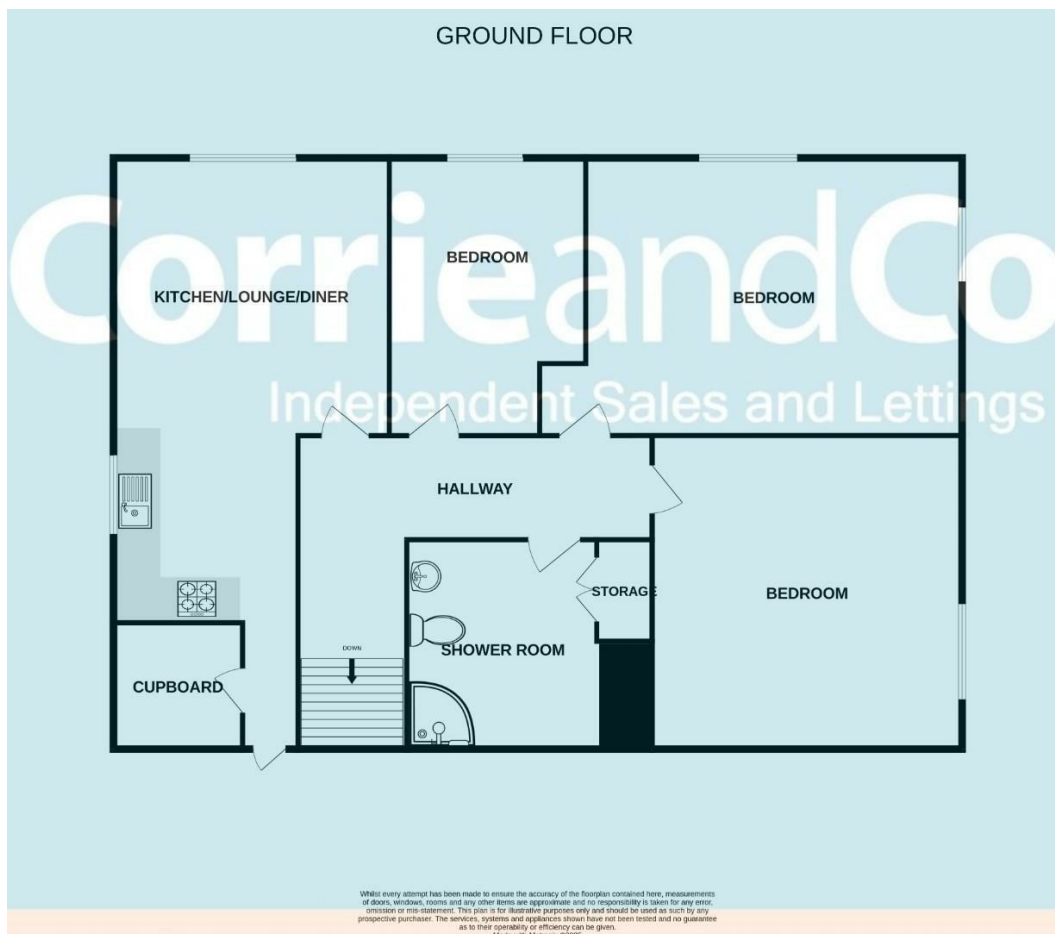 GROUND FLOOR
CorrieandCo
Independent Sales and Lettings
BEDROOM
KITCHEN/LOUNGE/DINER
BEDROOM
HALLWAY
STORAGE
BEDROOM
DOWN
SHOWER ROOM
CUPBOARD
Whilst every attempt has been made to ensure the accuracy of the floorplan contained here, measurements
of doors, windows, rooms and any other items are approximate and no responsibility is taken for any error,
omission or mis-statement. This plan is for illustrative purposes only and should be used as such by any
prospective purchaser. The services, systems and appliances shown have not been tested and no guarantee
as to their operability or efficiency can be given.